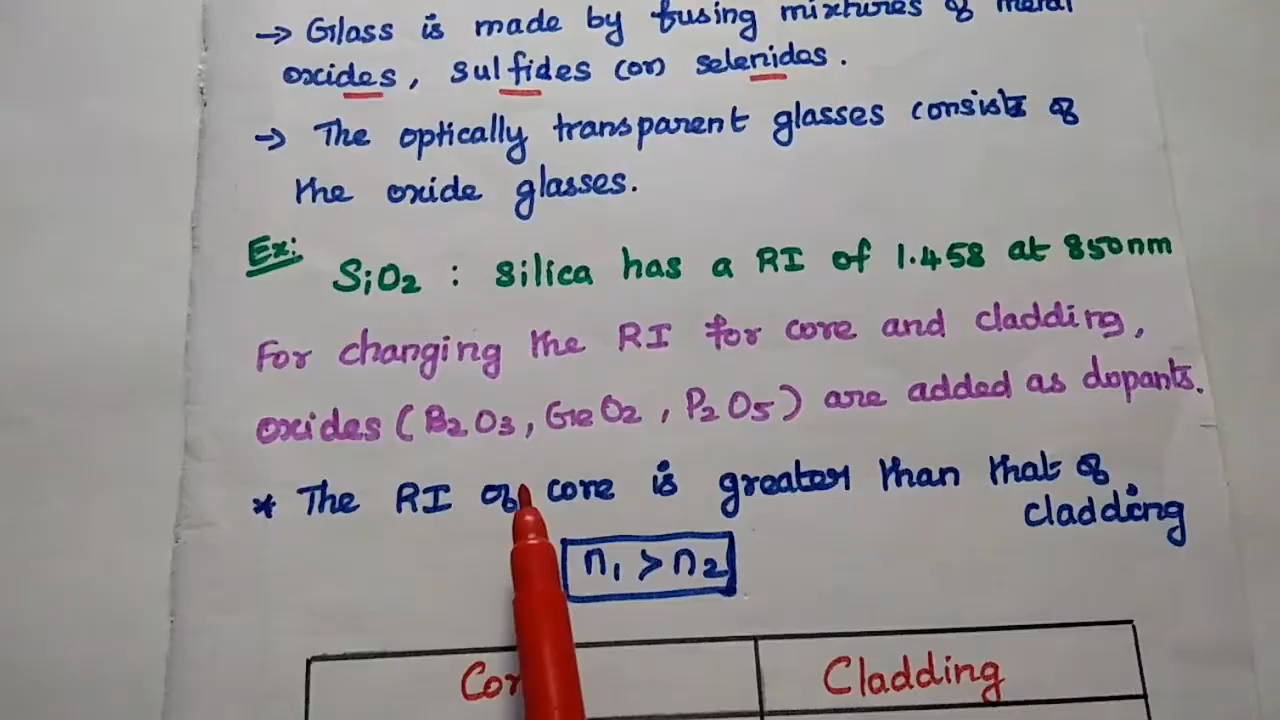 → Glass is made by fusing mixtures of metal
oxides, sulfides (or) selenides.
→ The optically transparent glasses consists of
the oxide glasses.
Ex:
SiO2 : Silica has a RI of 1.458 at 850nm
For changing the RI for core and cladding,
oxides (B2O3, GeO2, P2O5) are added as dopants.
* The RI of core is greater than that of
cladding
n1 > n2
Cladding